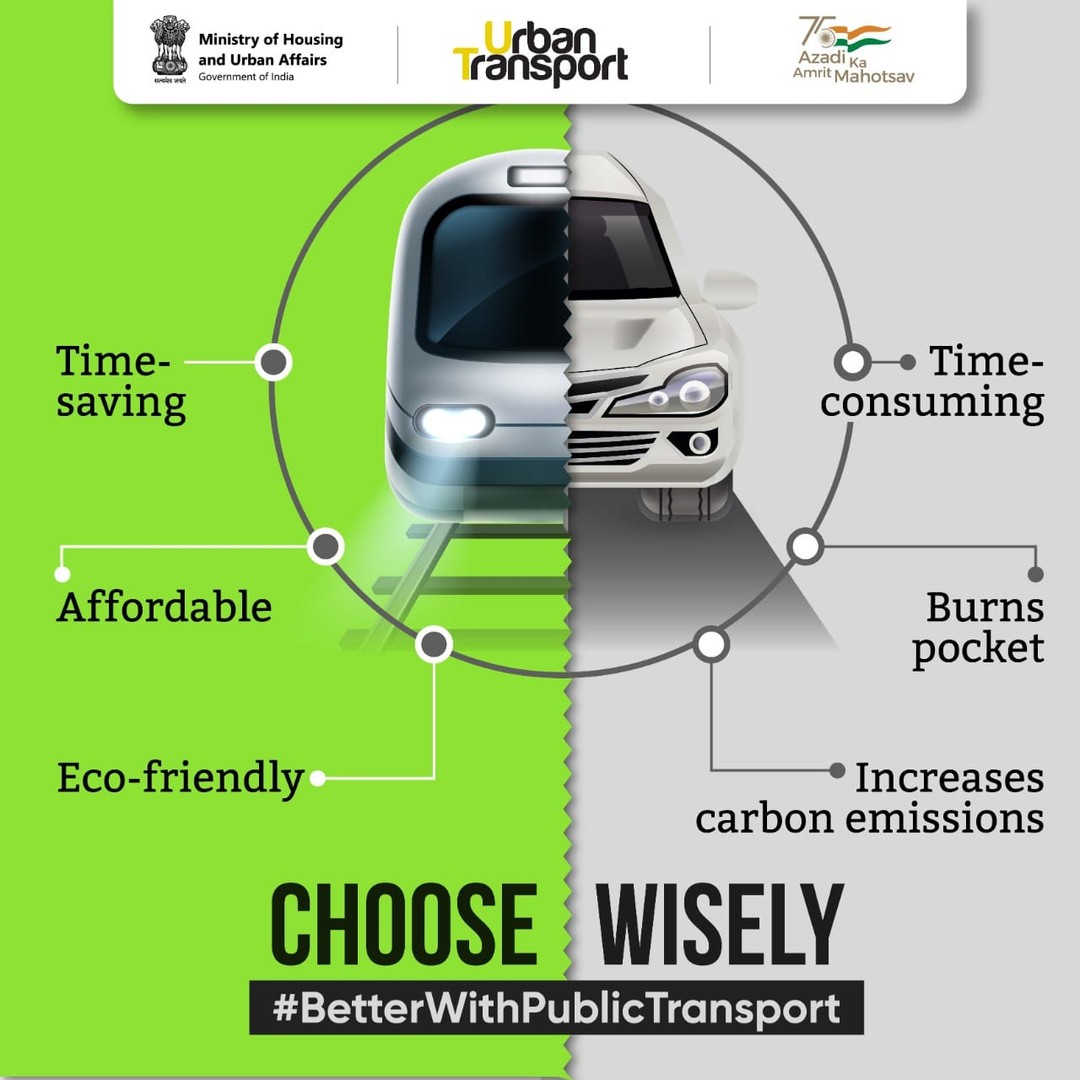 Ministry of Housing
and Urban Affairs
Government of India
सत्यमेव जयते
Urban
Transport
75
Azadi Ka
Amrit Mahotsav
Time-
saving
Affordable
Eco-friendly
Time-
consuming
Burns
pocket
Increases
carbon emissions
CHOOSE WISELY
#BetterWithPublicTransport